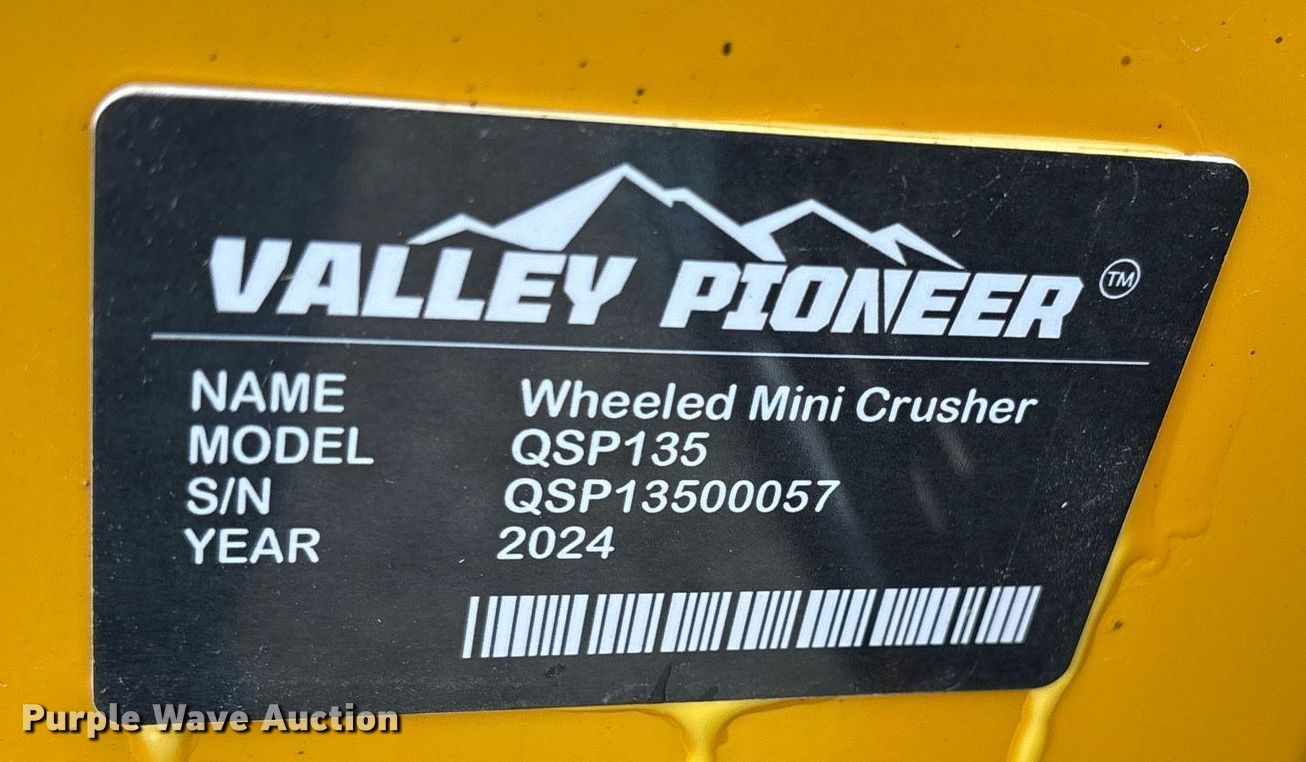 VALLEY PIONEER ™
NAME Wheeled Mini Crusher
MODEL QSP135
S/N QSP13500057
YEAR 2024
Purple Wave Auction